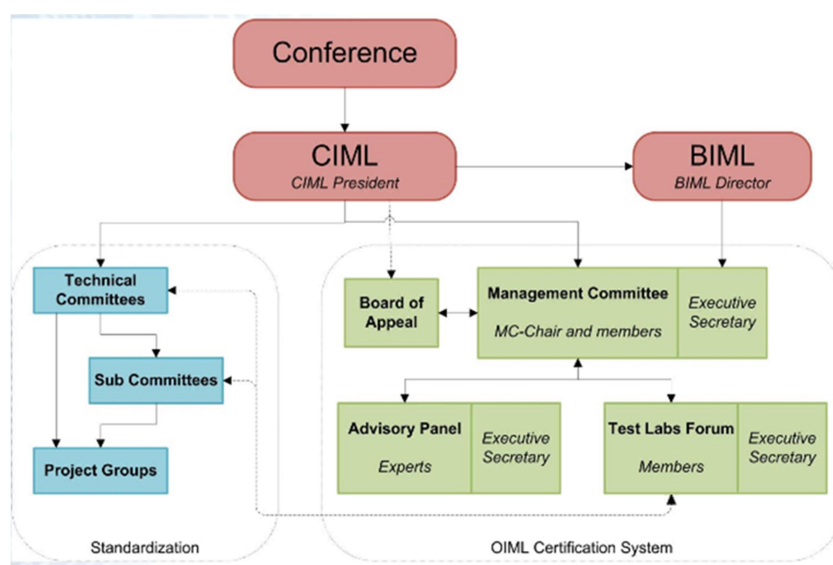 Conference
CIML
CIML President
BIML
BIML Director
Technical
Committees
Sub Committees
Project Groups
Standardization
Board of
Appeal
Management Committee
MC-Chair and members
Executive
Secretary
Advisory Panel
Experts
Executive
Secretary
Test Labs Forum
Members
Executive
Secretary
OIML Certification System